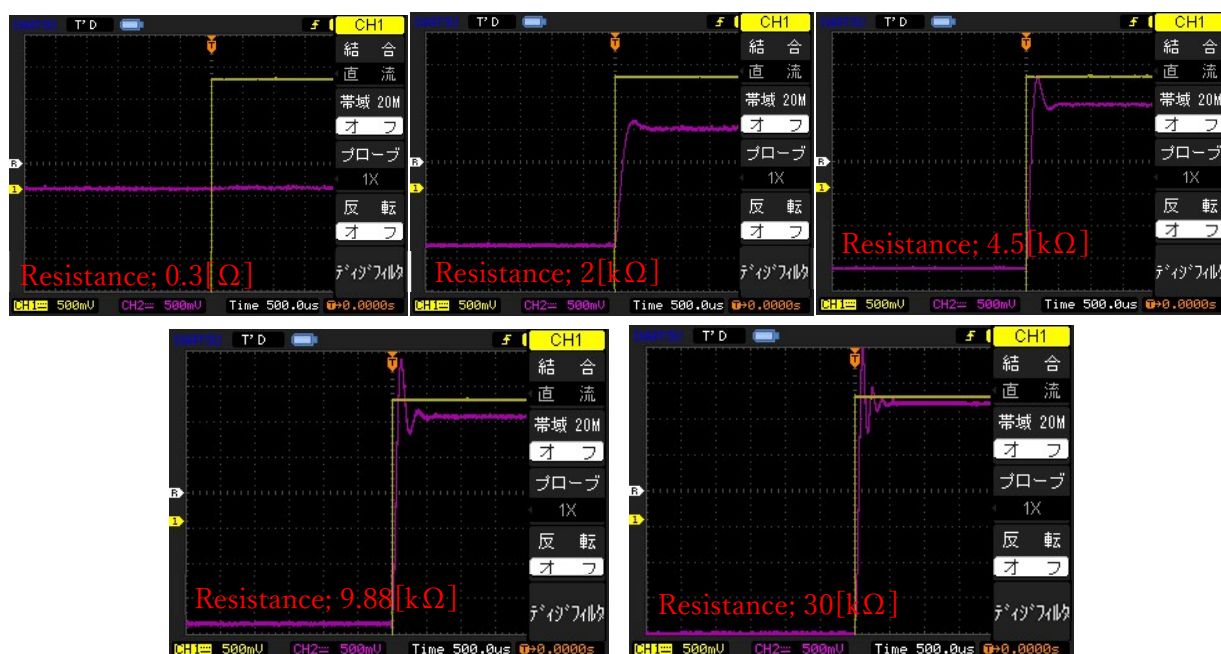 T'D CH1
T
結 合
直 流
帯域 20M
オ フ
R
プローブ
1X
1
反 転
オ フ
Resistance; 0.3[Ω]
ディジフィルタ
CH1 500mV CH2 500mV Time 500.0us T→0.0000s
T'D CH1
T
結 合
直 流
帯域 20M
オ フ
R
プローブ
1X
1
反 転
オ フ
Resistance; 2[kΩ]
ディジフィルタ
CH1 500mV CH2 500mV Time 500.0us T→0.0000s
T'D CH1
T
結 合
直 流
帯域 20M
オ フ
R
プローブ
1X
1
反 転
オ フ
Resistance; 4.5[kΩ]
ディジフィルタ
CH1 500mV CH2 500mV Time 500.0us T→0.0000s
T'D CH1
T
結 合
直 流
帯域 20M
オ フ
R
プローブ
1X
1
反 転
オ フ
Resistance; 9.88[kΩ]
ディジフィルタ
CH1 500mV CH2 500mV Time 500.0us T→0.0000s
T'D CH1
T
結 合
直 流
帯域 20M
オ フ
R
プローブ
1X
1
反 転
オ フ
Resistance; 30[kΩ]
ディジフィルタ
CH1 500mV CH2 500mV Time 500.0us T→0.0000s